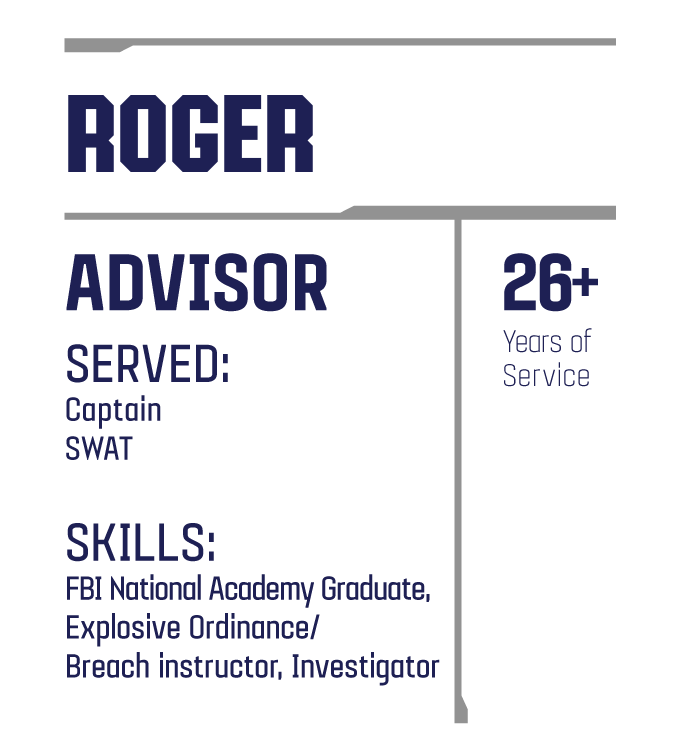 ROGER
ADVISOR
SERVED:
Captain
SWAT
SKILLS:
FBI National Academy Graduate,
Explosive Ordinance/
Breach instructor, Investigator
26+
Years of
Service